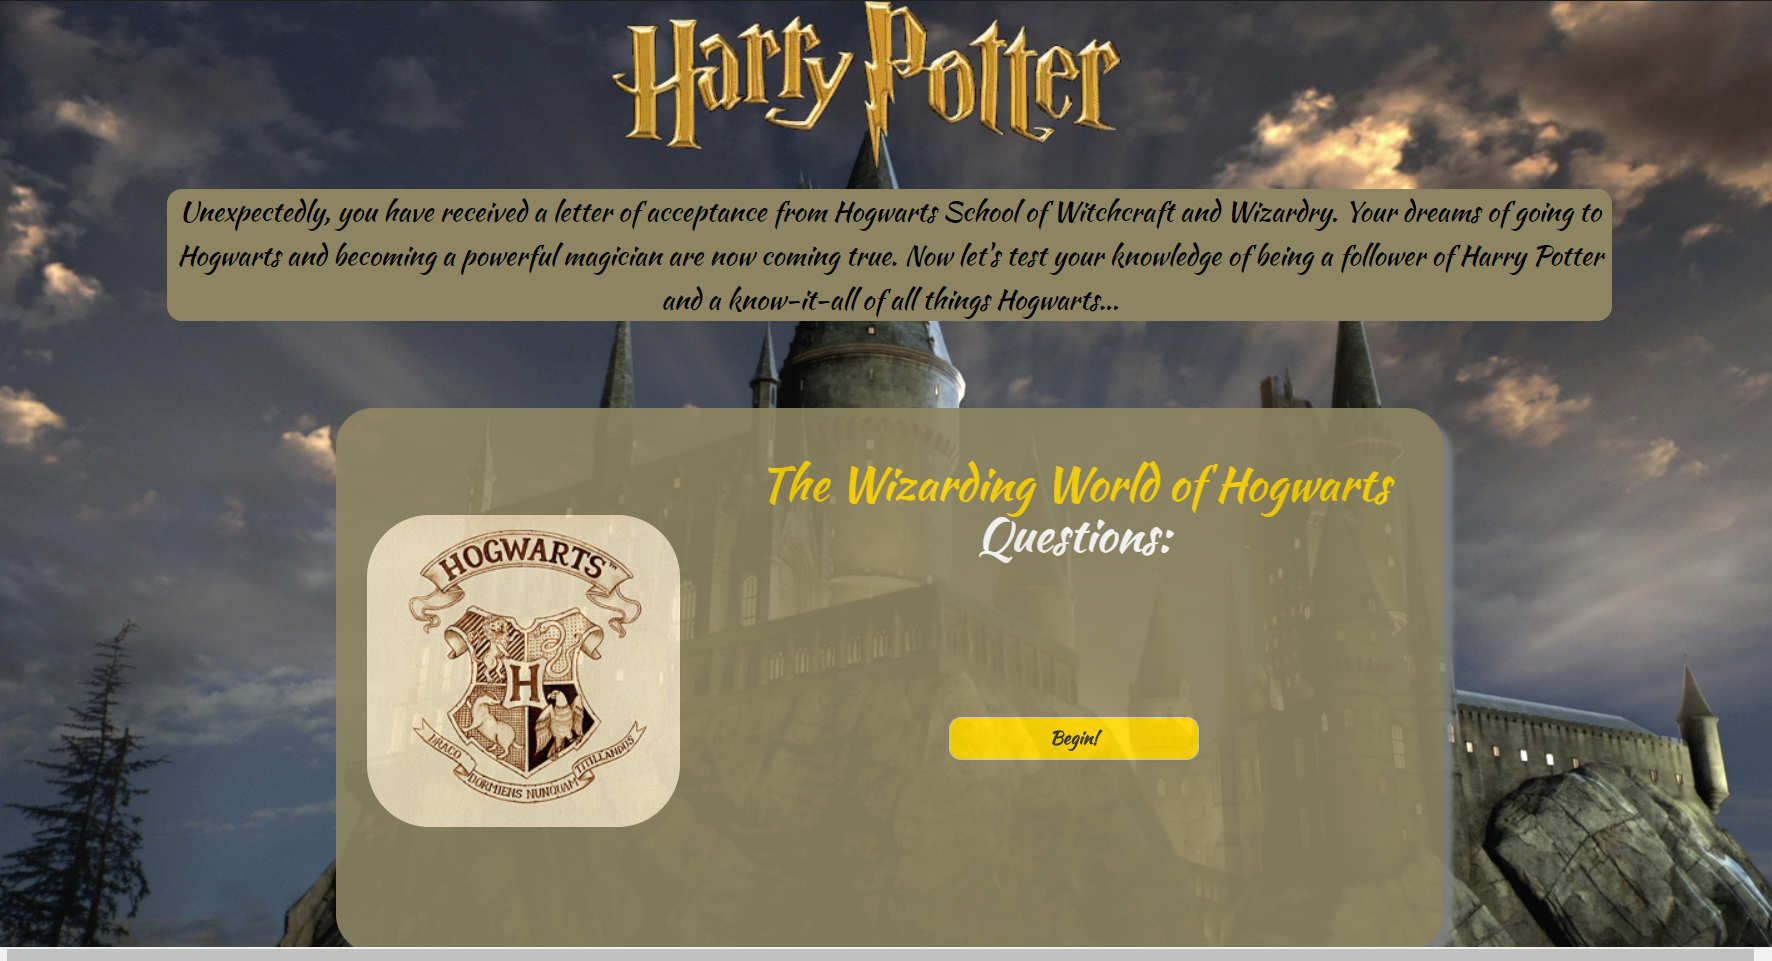 Harry Potter
Unexpectedly, you have received a letter of acceptance from Hogwarts School of Witchcraft and Wizardry. Your dreams of going to
Hogwarts and becoming a powerful magician are now coming true. Now let's test your knowledge of being a follower of Harry Potter
and a know-it-all of all things Hogwarts...
The Wizarding World of Hogwarts
Questions:
HOGWARTS™
H
DRACO DORMIENS NUNQUAM TITILLANDUS
Begin!